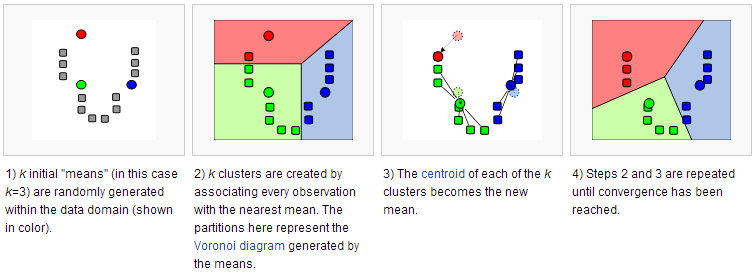 1) k initial "means" (in this case
k=3) are randomly generated
within the data domain (shown
in color).
2) k clusters are created by
associating every observation
with the nearest mean. The
partitions here represent the
Voronoi diagram generated by
the means.
3) The centroid of each of the k
clusters becomes the new
mean.
4) Steps 2 and 3 are repeated
until convergence has been
reached.